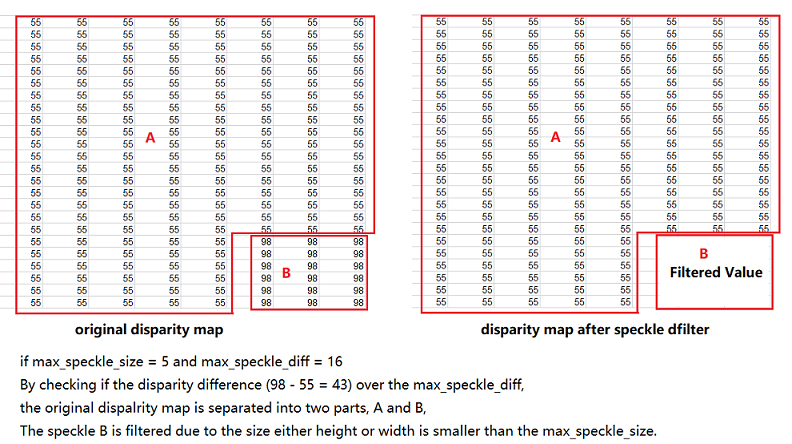 55 55 55 55 55 55 55 55
55 55 55 55 55 55 55 55
55 55 55 55 55 55 55 55
55 55 55 55 55 55 55 55
55 55 55 55 55 55 55 55
55 55 55 55 55 55 55 55
55 55 55 55 55 55 55 55
55 55 55 55 55 55 55 55
55 55 55 55 55 55 55 55
55 55 55 55 55 55 55 55
A
55 55 55 55 55 55 55 55
55 55 55 55 55 55 55 55
55 55 55 55 55 55 55 55
55 55 55 55 55 55 55 55
55 55 55 55 55 55 55 55
55 55 55 55 55 55 55 55
55 55 55 55 55 55 55 55
55 55 55 55 55 55 55 55
55 55 55 55 55 98 98 98
55 55 55 55 55 98 98 98
55 55 55 55 55 98 98 98
B
55 55 55 55 55 98 98 98
55 55 55 55 55 98 98 98
55 55 55 55 55 98 98 98
original disparity map
55 55 55 55 55 55 55 55
55 55 55 55 55 55 55 55
55 55 55 55 55 55 55 55
55 55 55 55 55 55 55 55
55 55 55 55 55 55 55 55
55 55 55 55 55 55 55 55
55 55 55 55 55 55 55 55
55 55 55 55 55 55 55 55
55 55 55 55 55 55 55 55
55 55 55 55 55 55 55 55
A
55 55 55 55 55 55 55 55
55 55 55 55 55 55 55 55
55 55 55 55 55 55 55 55
55 55 55 55 55 55 55 55
55 55 55 55 55 55 55 55
55 55 55 55 55 55 55 55
55 55 55 55 55 55 55 55
55 55 55 55 55 55 55 55
55 55 55 55 55
55 55 55 55 55
B
55 55 55 55 55
Filtered Value
55 55 55 55 55
55 55 55 55 55
55 55 55 55 55
disparity map after speckle dfilter
if max_speckle_size = 5 and max_speckle_diff = 16
By checking if the disparity difference (98 - 55 = 43) over the max_speckle_diff,
the original dispalrity map is separated into two parts, A and B,
The speckle B is filtered due to the size either height or width is smaller than the max_speckle_size.